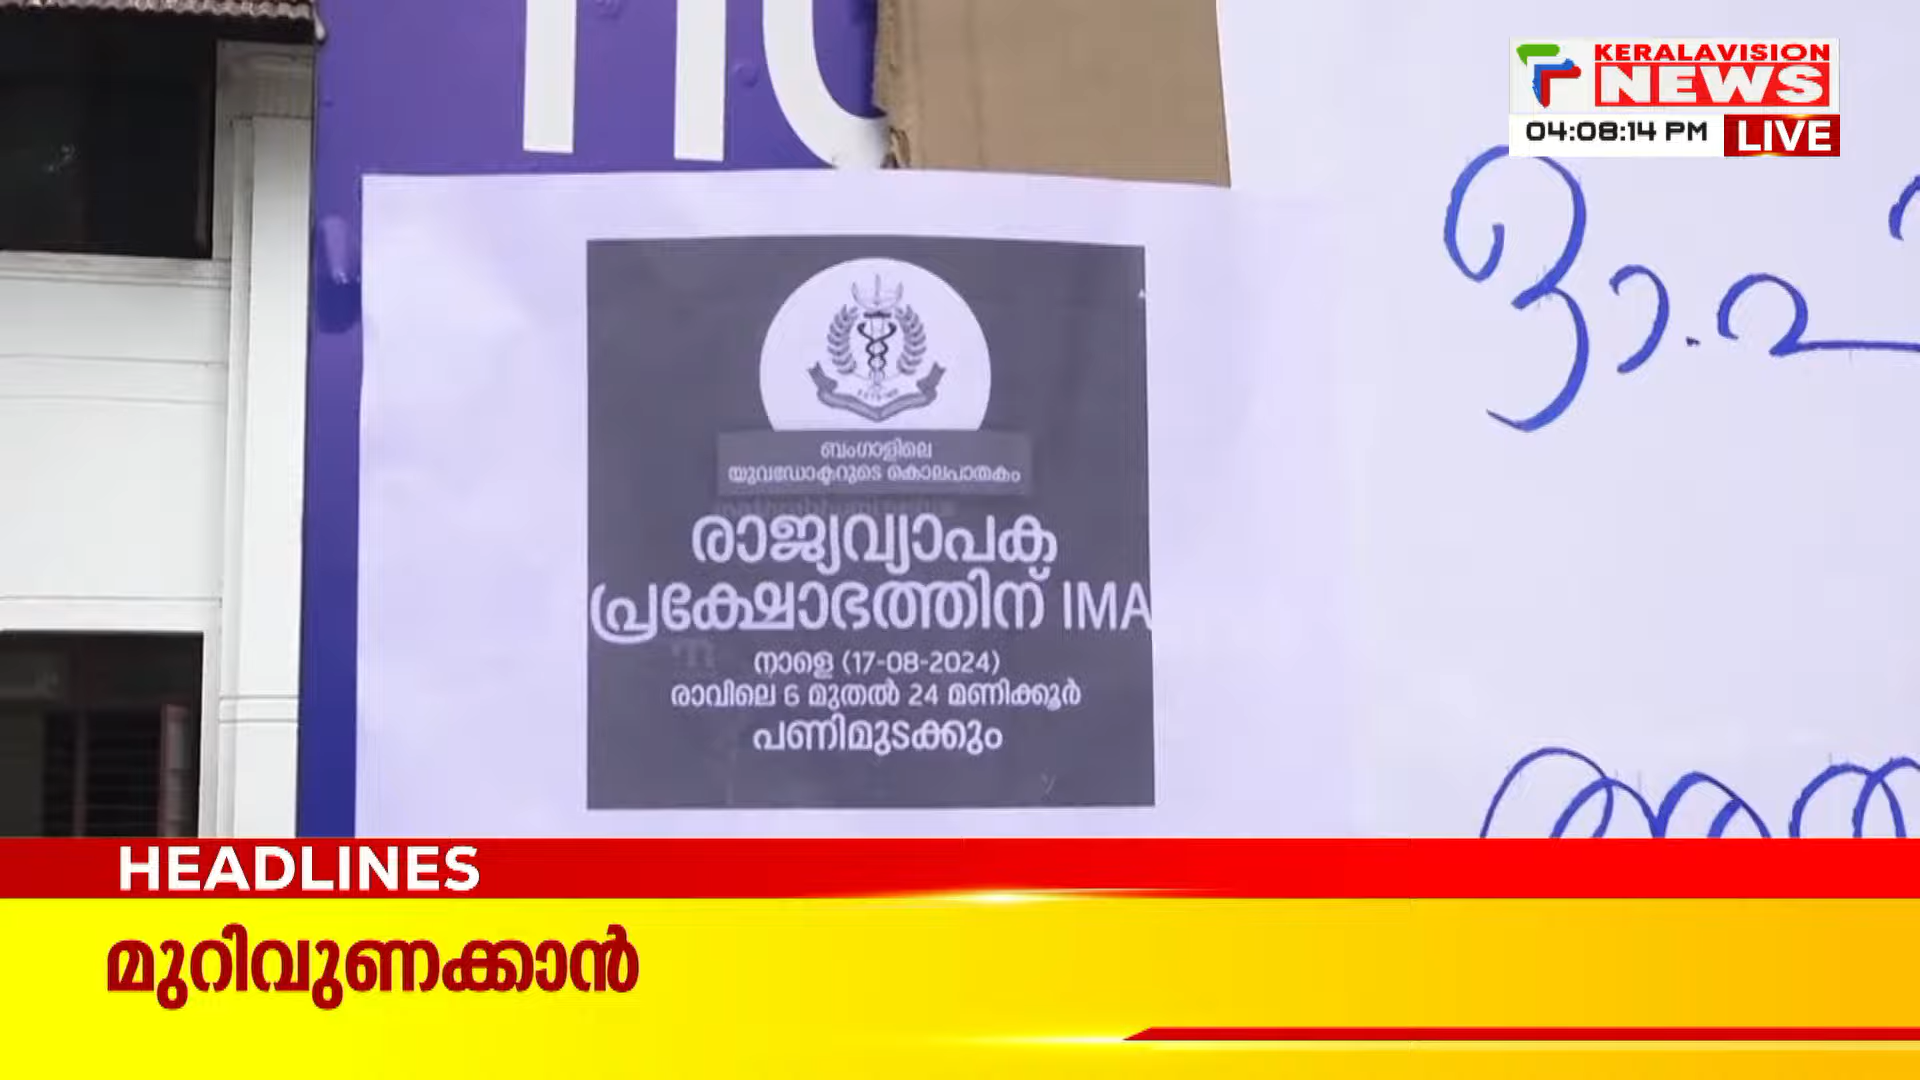 KERALAVISION
NEWS
04:08:14 PM LIVE
ബംഗാളിലെ
യുവഡോക്ടറുടെ കൊലപാതകം
രാജ്യവ്യാപക
പ്രക്ഷോഭത്തിന് IMA
നാളെ (17-08-2024)
രാവിലെ 6 മുതൽ 24 മണിക്കൂർ
പണിമുടക്കും
HEADLINES
മുറിവുണക്കാൻ